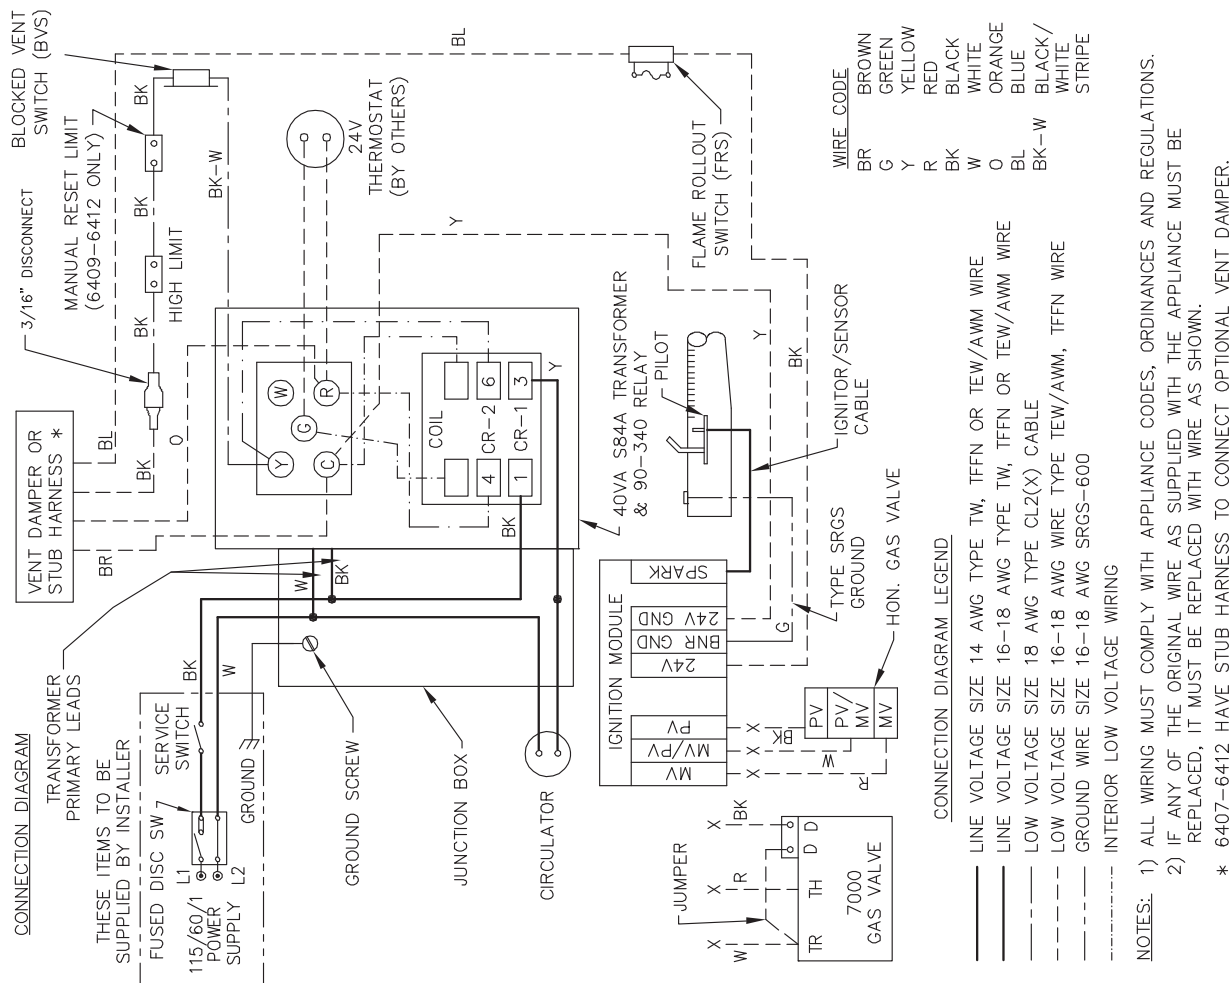 CONNECTION DIAGRAM
THESE ITEMS TO BE
SUPPLIED BY INSTALLER
FUSED DISC SW
SERVICE
SWITCH
115/60/1
POWER
SUPPLY
L1
L2
GROUND
BK
W
TRANSFORMER
PRIMARY LEADS
GROUND SCREW
JUNCTION BOX
CIRCULATOR
W
BK
VENT DAMPER OR
STUB HARNESS *
BR
O
BK
BL
3/16" DISCONNECT
BK
HIGH LIMIT
BK
MANUAL RESET LIMIT
(6409-6412 ONLY)
BK
BLOCKED VENT
SWITCH (BVS)
BK-W
BL
24V
THERMOSTAT
(BY OTHERS)
Y
W
G
C
R
COIL
CR-2
CR-1
4
6
1
3
BK
Y
40VA S84A TRANSFORMER
& 90-340 RELAY
Y
FLAME ROLLOUT
SWITCH (FRS)
PILOT
Y
BK
IGNITOR/SENSOR
CABLE
IGNITION MODULE
SPARK
24V GND
BNR GND
24V
PV
MV/PV
MV
G
TYPE SRGS
GROUND
HON. GAS VALVE
X
X
X
BK
W
R
PV
PV/
MV
MV
JUMPER
X
X
X
W
R
BK
TR
TH
D
D
7000
GAS VALVE
WIRE CODE
BR BROWN
G GREEN
Y YELLOW
R RED
BK BLACK
W WHITE
O ORANGE
BL BLUE
BK-W BLACK/
WHITE
STRIPE
CONNECTION DIAGRAM LEGEND
LINE VOLTAGE SIZE 14 AWG TYPE TW, TFFN OR TEW/AWM WIRE
LINE VOLTAGE SIZE 16-18 AWG TYPE TW, TFFN OR TEW/AWM WIRE
LOW VOLTAGE SIZE 18 AWG TYPE CL2(X) CABLE
LOW VOLTAGE SIZE 16-18 AWG WIRE TYPE TEW/AWM, TFFN WIRE
GROUND WIRE SIZE 16-18 AWG SRGS-600
INTERIOR LOW VOLTAGE WIRING
NOTES: 1) ALL WIRING MUST COMPLY WITH APPLIANCE CODES, ORDINANCES AND REGULATIONS.
2) IF ANY OF THE ORIGINAL WIRE AS SUPPLIED WITH THE APPLIANCE MUST BE
REPLACED, IT MUST BE REPLACED WITH WIRE AS SHOWN.
* 6407-6412 HAVE STUB HARNESS TO CONNECT OPTIONAL VENT DAMPER.